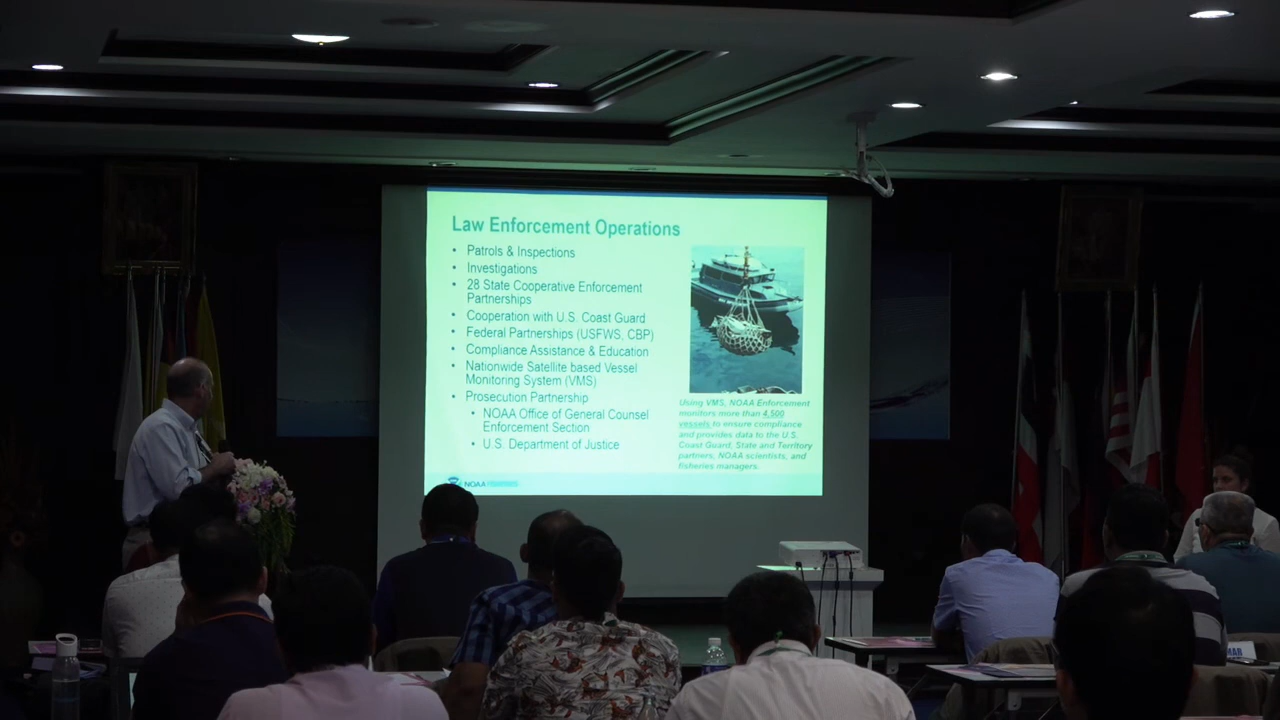 Law Enforcement Operations
• Patrols & Inspections
• Investigations
• 28 State Cooperative Enforcement
Partnerships
• Cooperation with U.S. Coast Guard
• Federal Partnerships (USFWS, CBP)
• Compliance Assistance & Education
• Nationwide Satellite based Vessel
Monitoring System (VMS)
• Prosecution Partnership
• NOAA Office of General Counsel
Enforcement Section
• U.S. Department of Justice
Using VMS, NOAA Enforcement
monitors more than 4,500
vessels to ensure compliance
and provides data to the U.S.
Coast Guard, State and Territory
partners, NOAA scientists, and
fisheries managers.
NOAA FISHERIES
MAR